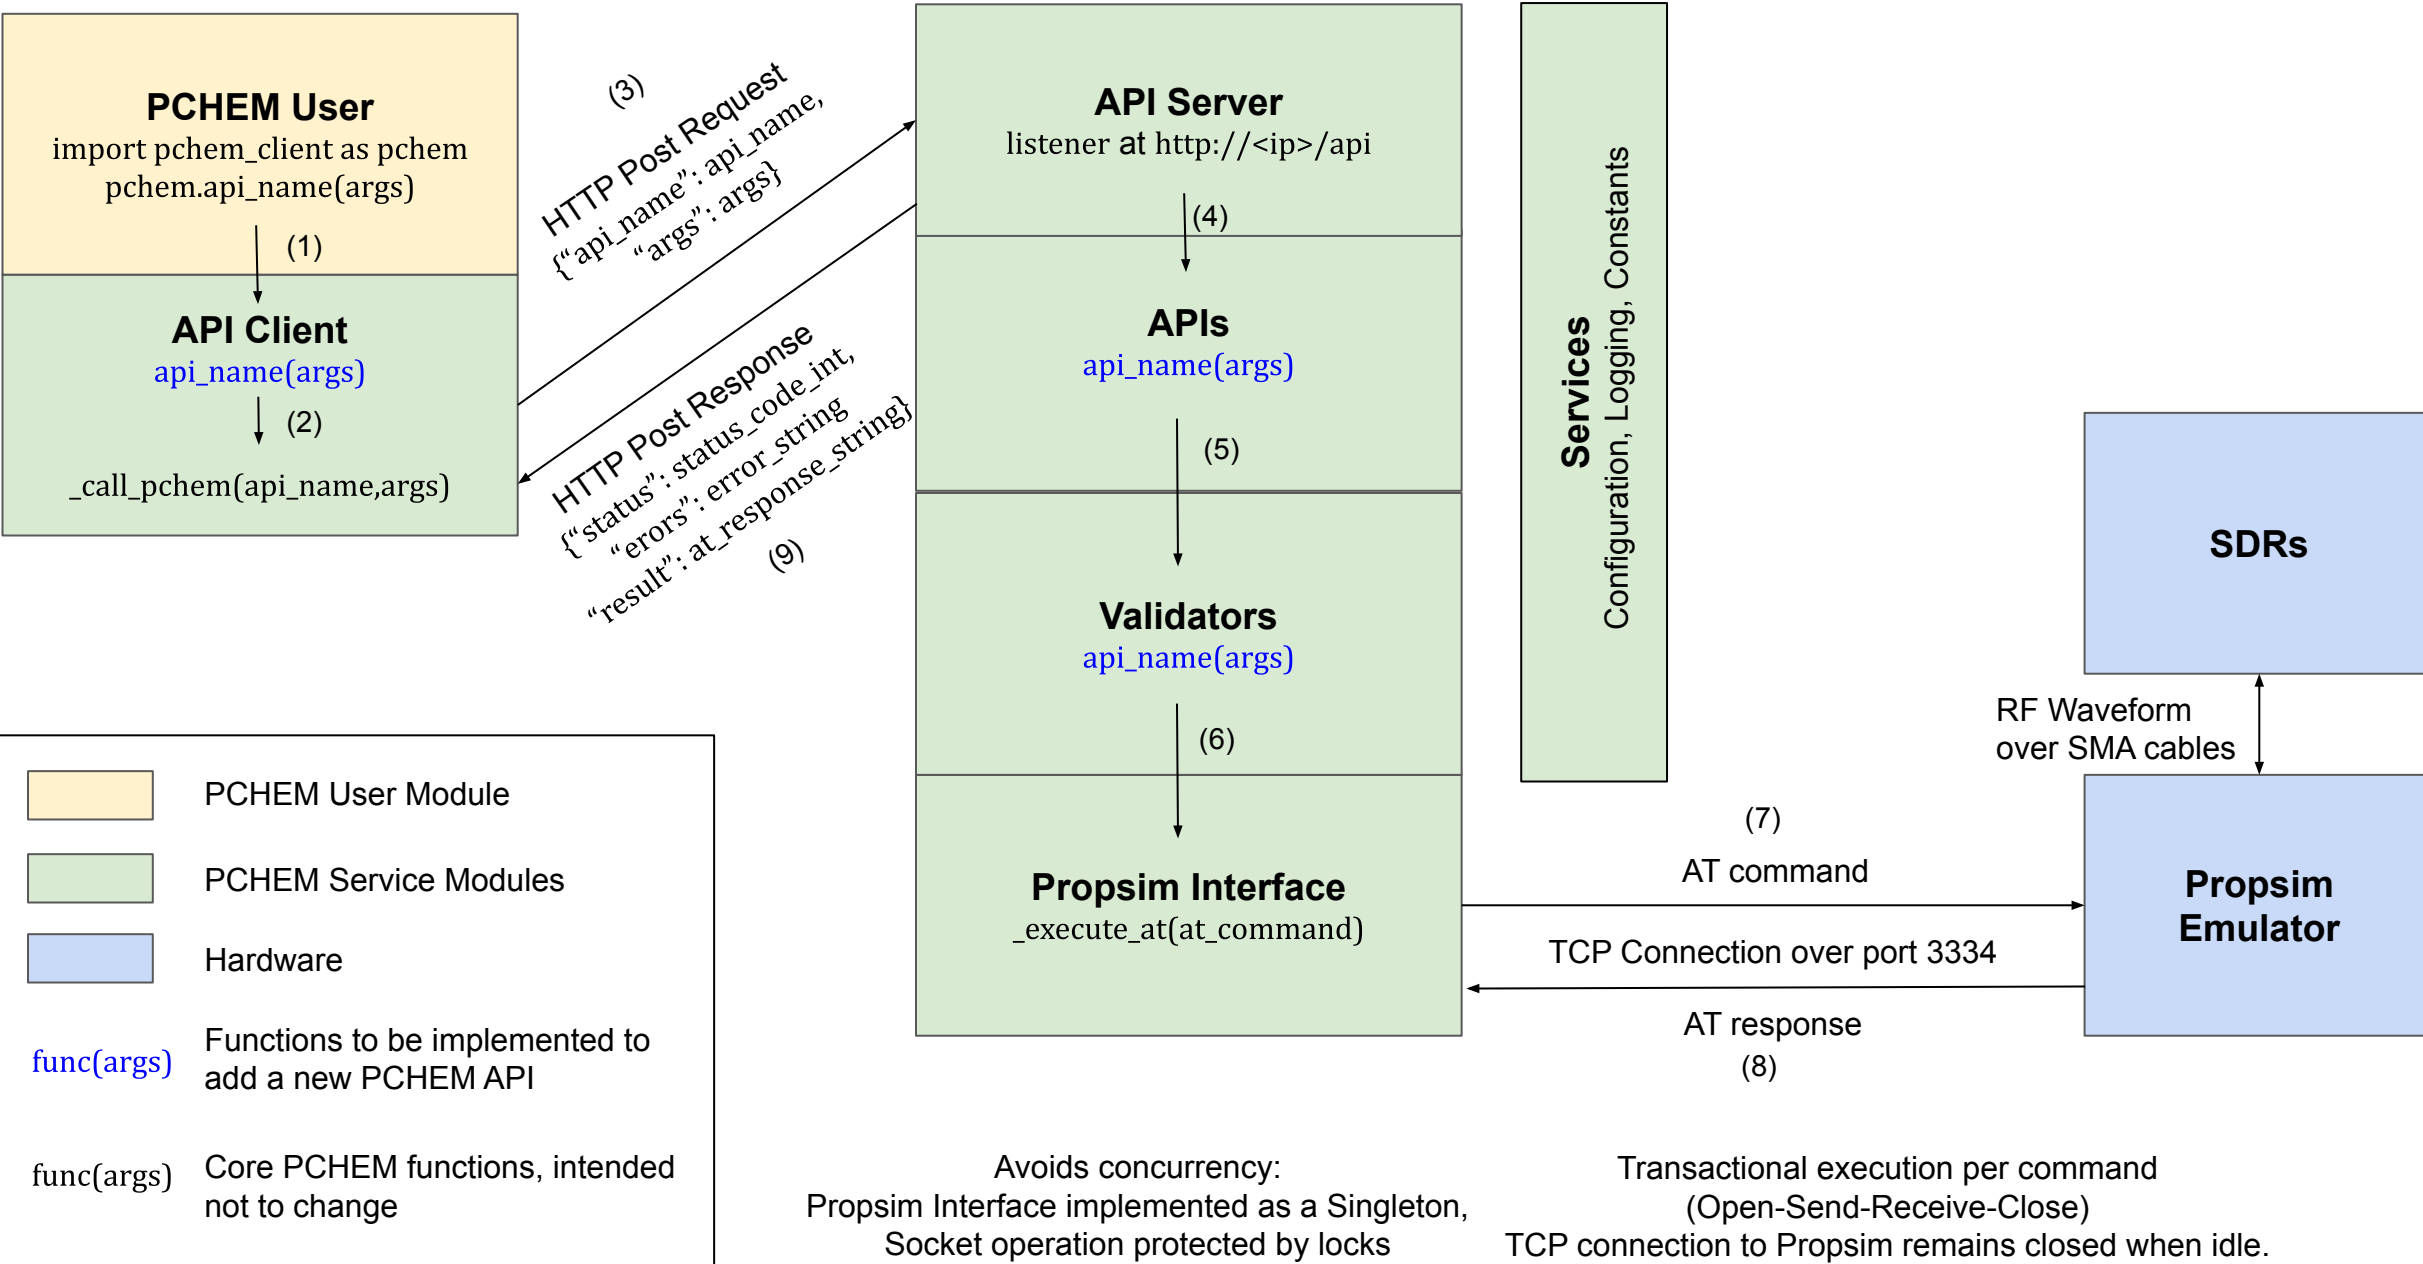 PCHEM User
import pchem_client as pchem
pchem.api_name(args)
(1)
API Client
api_name(args)
(2)
_call_pchem(api_name,args)
(3)
HTTP Post Request
{“api_name”: api_name,
“args”: args}
HTTP Post Response
{“status”: status_code_int,
“erors”: error_string
“result”: at_response_string}
(9)
API Server
listener at http://<ip>/api
(4)
APIs
api_name(args)
(5)
Validators
api_name(args)
(6)
Propsim Interface
_execute_at(at_command)
Services
Configuration, Logging, Constants
SDRs
RF Waveform
over SMA cables
(7)
AT command
TCP Connection over port 3334
AT response
(8)
Propsim
Emulator
PCHEM User Module
PCHEM Service Modules
Hardware
func(args)
Functions to be implemented to
add a new PCHEM API
func(args)
Core PCHEM functions, intended
not to change
Avoids concurrency:
Propsim Interface implemented as a Singleton,
Socket operation protected by locks
Transactional execution per command
(Open-Send-Receive-Close)
TCP connection to Propsim remains closed when idle.